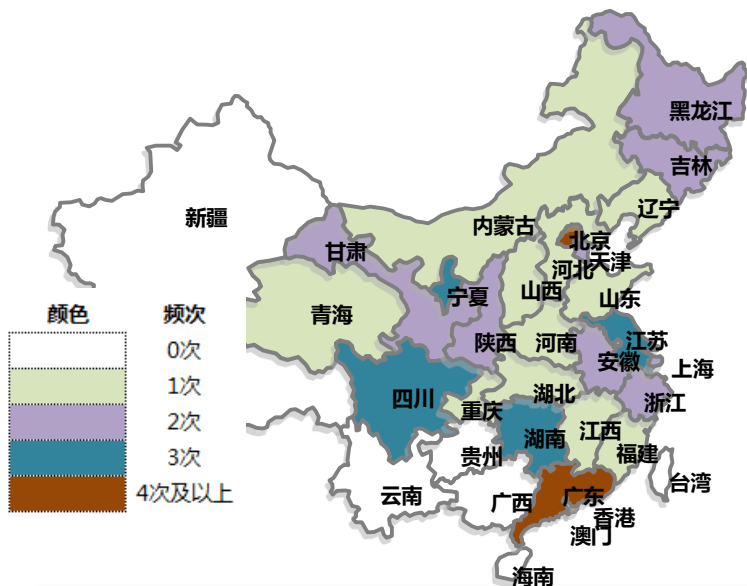 黑龙江
吉林
辽宁
新疆
内蒙古
北京
甘肃
天津
河北
宁夏
山西
山东
青海
颜色 频次
陕西
河南
江苏
0次
安徽
上海
1次
四川
湖北
浙江
重庆
2次
湖南
江西
3次
贵州
福建
台湾
4次及以上
云南
广西
广东
香港
澳门
海南